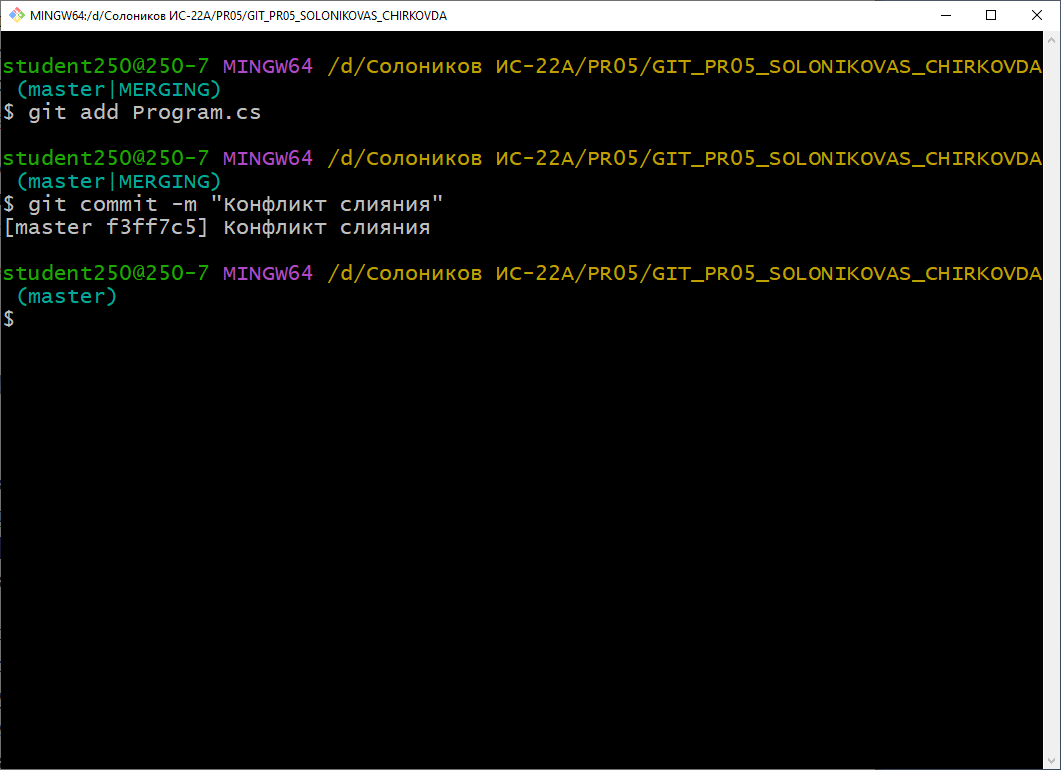 MINGW64:/d/Солоников ИС-22А/PR05/GIT_PR05_SOLONIKOVAS_CHIRKOVDA
student250@250-7 MINGW64 /d/Солоников ИС-22А/PR05/GIT_PR05_SOLONIKOVAS_CHIRKOVDA
(master|MERGING)
$ git add Program.cs
student250@250-7 MINGW64 /d/Солоников ИС-22А/PR05/GIT_PR05_SOLONIKOVAS_CHIRKOVDA
(master|MERGING)
$ git commit -m "Конфликт слияния"
[master f3ff7c5] Конфликт слияния
student250@250-7 MINGW64 /d/Солоников ИС-22А/PR05/GIT_PR05_SOLONIKOVAS_CHIRKOVDA
(master)
$